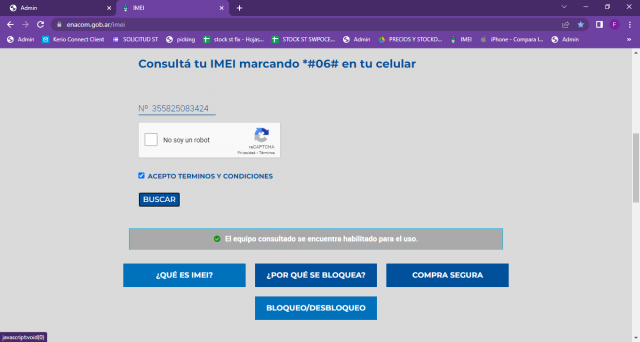 Admin
IMEI
enacom.gob.ar/imei
Admin
Kerio Connect Client
SOLICITUD ST
picking
stock st fix - Hojas...
STOCK ST SWPOCE...
Admin
PRECIOS Y STOCKD...
IMEI
iPhone - Compara l...
Admin
F
Consultá tu IMEI marcando *#06# en tu celular
Nº 355825083424
No soy un robot
reCAPTCHA
Privacidad - Términos
ACEPTO TERMINOS Y CONDICIONES
BUSCAR
El equipo consultado se encuentra habilitado para el uso.
¿QUÉ ES IMEI?
¿POR QUÉ SE BLOQUEA?
COMPRA SEGURA
BLOQUEO/DESBLOQUEO
javascript:void(0)